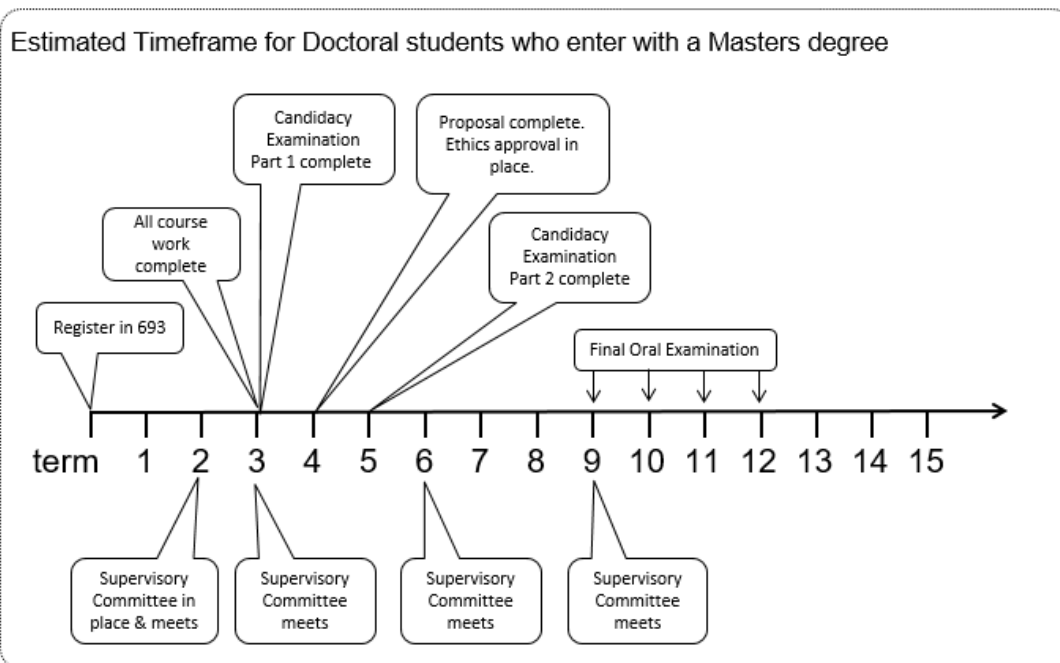 Estimated Timeframe for Doctoral students who enter with a Masters degree
Candidacy
Examination
Part 1 complete
Proposal complete.
Ethics approval in
place.
All course
work
complete
Candidacy
Examination
Part 2 complete
Register in 693
Final Oral Examination
term 1 2 3 4 5 6 7 8 9 10 11 12 13 14 15
Supervisory
Committee in
place & meets
Supervisory
Committee
meets
Supervisory
Committee
meets
Supervisory
Committee
meets